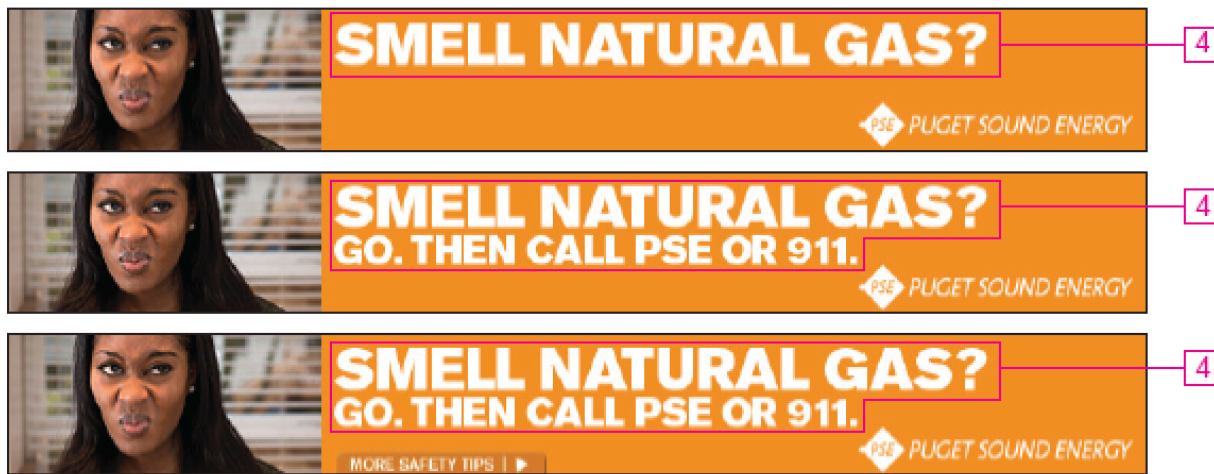 SMELL NATURAL GAS?
4
PSE PUGET SOUND ENERGY
SMELL NATURAL GAS?
4
GO. THEN CALL PSE OR 911.
PSE PUGET SOUND ENERGY
SMELL NATURAL GAS?
4
GO. THEN CALL PSE OR 911.
PSE PUGET SOUND ENERGY
MORE SAFETY TIPS |